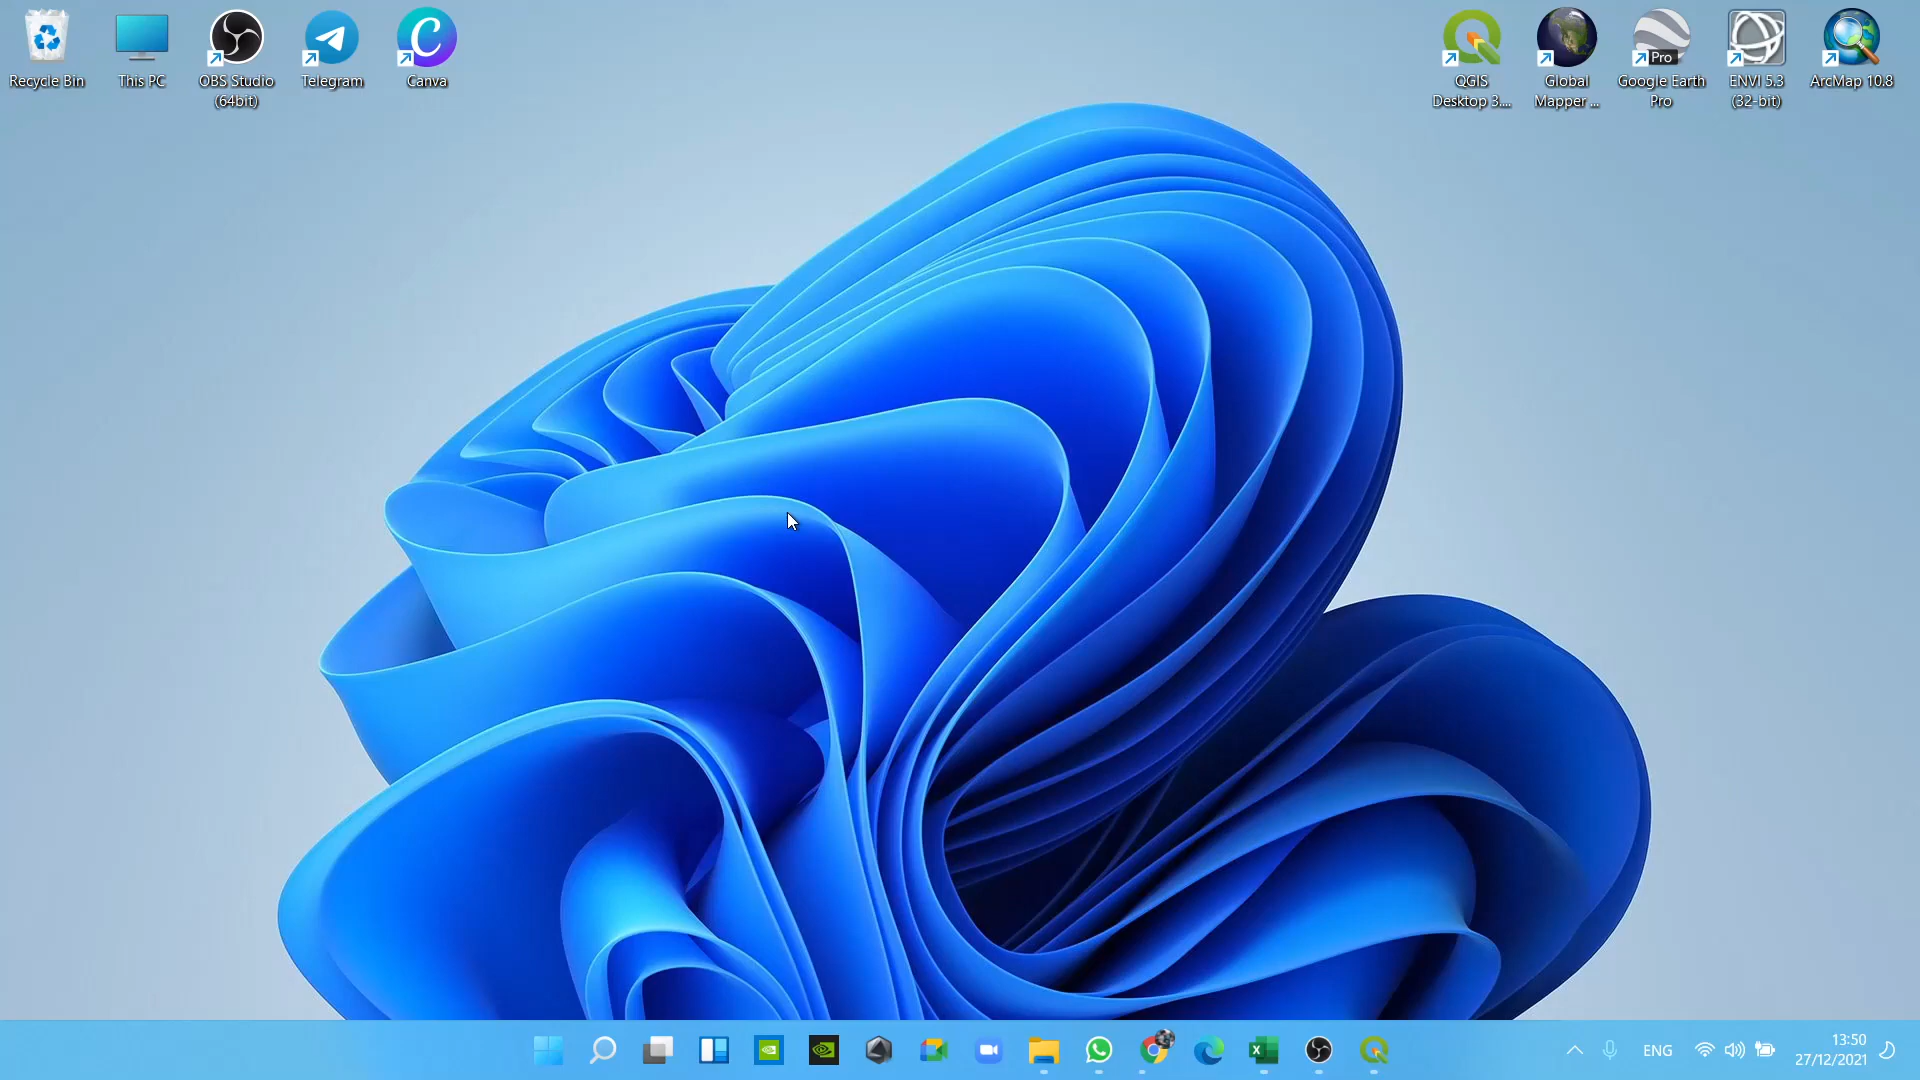 Recycle Bin
This PC
OBS Studio
(64bit)
Telegram
Canva
QGIS
Desktop 3....
Global
Mapper ...
Pro
Google Earth
Pro
ENVI 5.3
(32-bit)
ArcMap 10.8
ENG
13:50
27/12/2021